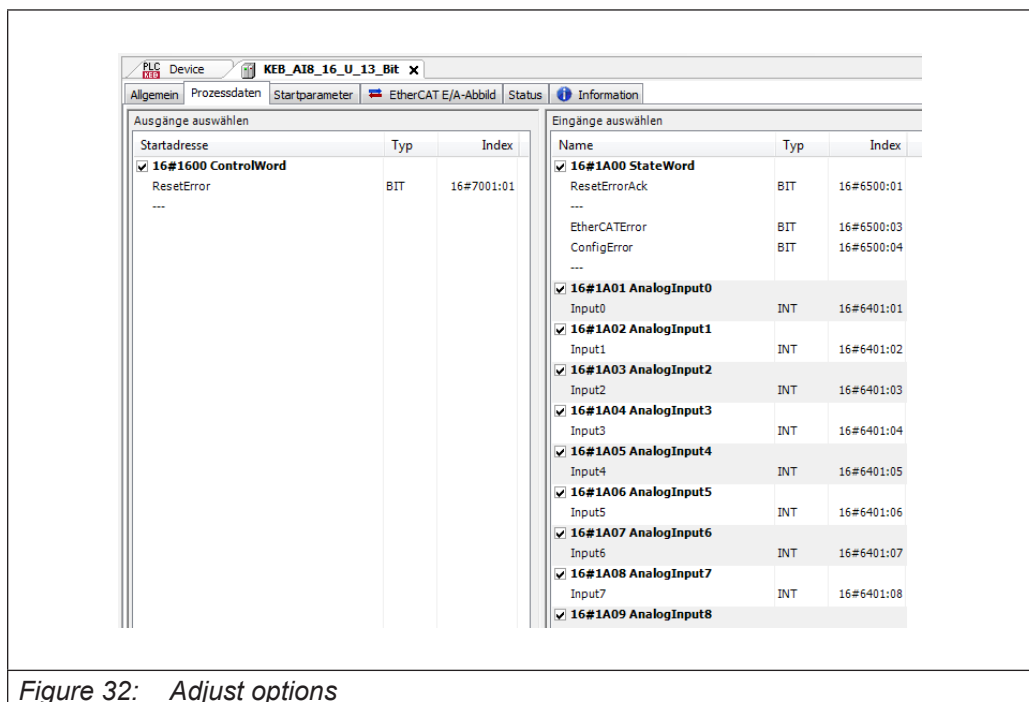 PLC KEB Device KEB_AI8_16_U_13_Bit x
Allgemein Prozessdaten Startparameter EtherCAT E/A-Abbild Status Information
Ausgänge auswählen
Startadresse Typ Index
16#1600 ControlWord
ResetError BIT 16#7001:01
---
Eingänge auswählen
Name Typ Index
16#1A00 StateWord
ResetErrorAck BIT 16#6500:01
---
EtherCATError BIT 16#6500:03
ConfigError BIT 16#6500:04
---
16#1A01 AnalogInput0
Input0 INT 16#6401:01
16#1A02 AnalogInput1
Input1 INT 16#6401:02
16#1A03 AnalogInput2
Input2 INT 16#6401:03
16#1A04 AnalogInput3
Input3 INT 16#6401:04
16#1A05 AnalogInput4
Input4 INT 16#6401:05
16#1A06 AnalogInput5
Input5 INT 16#6401:06
16#1A07 AnalogInput6
Input6 INT 16#6401:07
16#1A08 AnalogInput7
Input7 INT 16#6401:08
16#1A09 AnalogInput8
Figure 32: Adjust options